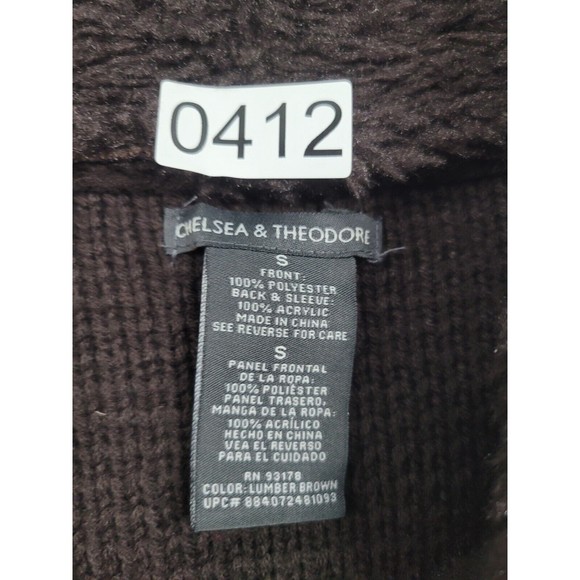 0412
CHELSEA & THEODORE
S
FRONT:
100% POLYESTER
BACK & SLEEVE:
100% ACRYLIC
MADE IN CHINA
SEE REVERSE FOR CARE
S
PANEL FRONTAL
DE LA ROPA:
100% POLIÉSTER
PANEL TRASERO,
MANGA DE LA ROPA:
100% ACRÍLICO
HECHO EN CHINA
VEA EL REVERSO
PARA EL CUIDADO
RN 93178
COLOR: LUMBER BROWN
UPC# 884072481093